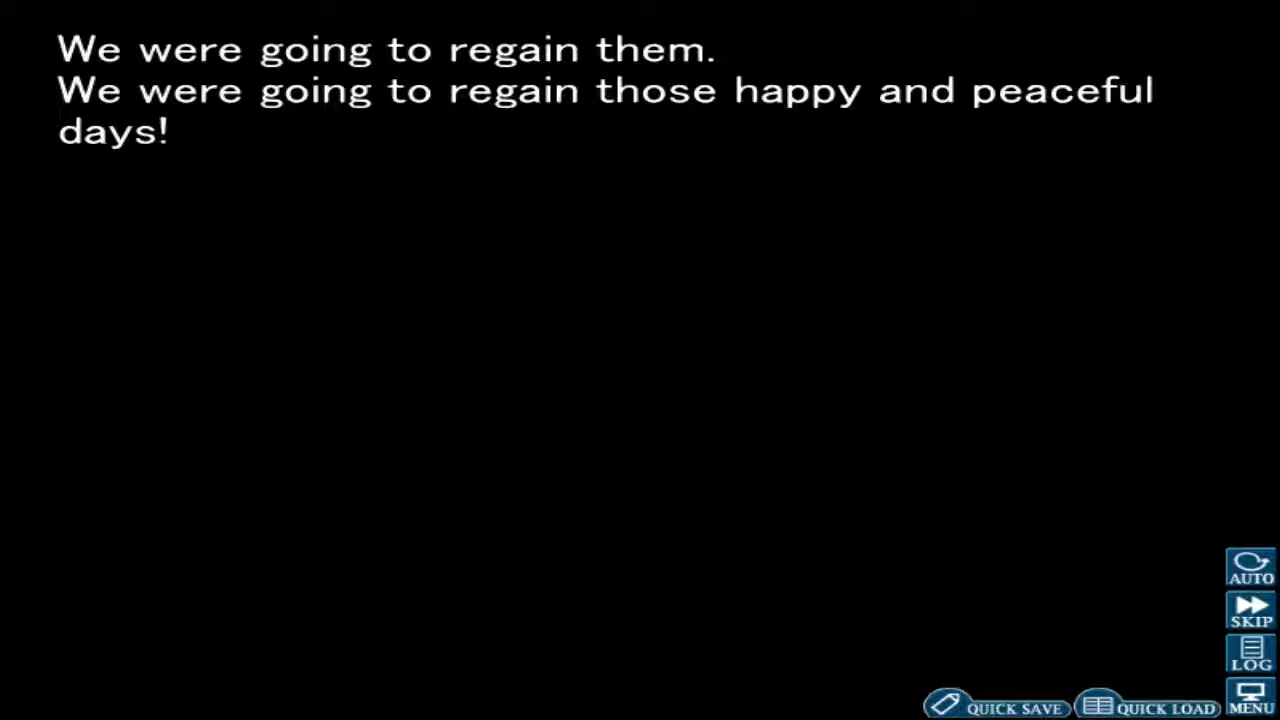 We were going to regain them.
We were going to regain those happy and peaceful
days!
AUTO
SKIP
LOG
MENU
QUICK SAVE
QUICK LOAD